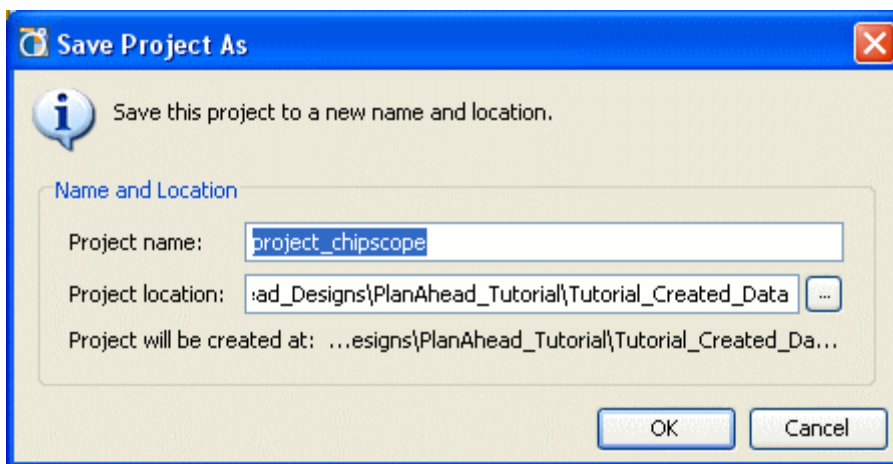 Save Project As
Save this project to a new name and location.
Name and Location
Project name: project_chipscope
Project location: ead_Designs\PlanAhead_Tutorial\Tutorial_Created_Data ...
Project will be created at: ...esigns\PlanAhead_Tutorial\Tutorial_Created_Da...
OK Cancel